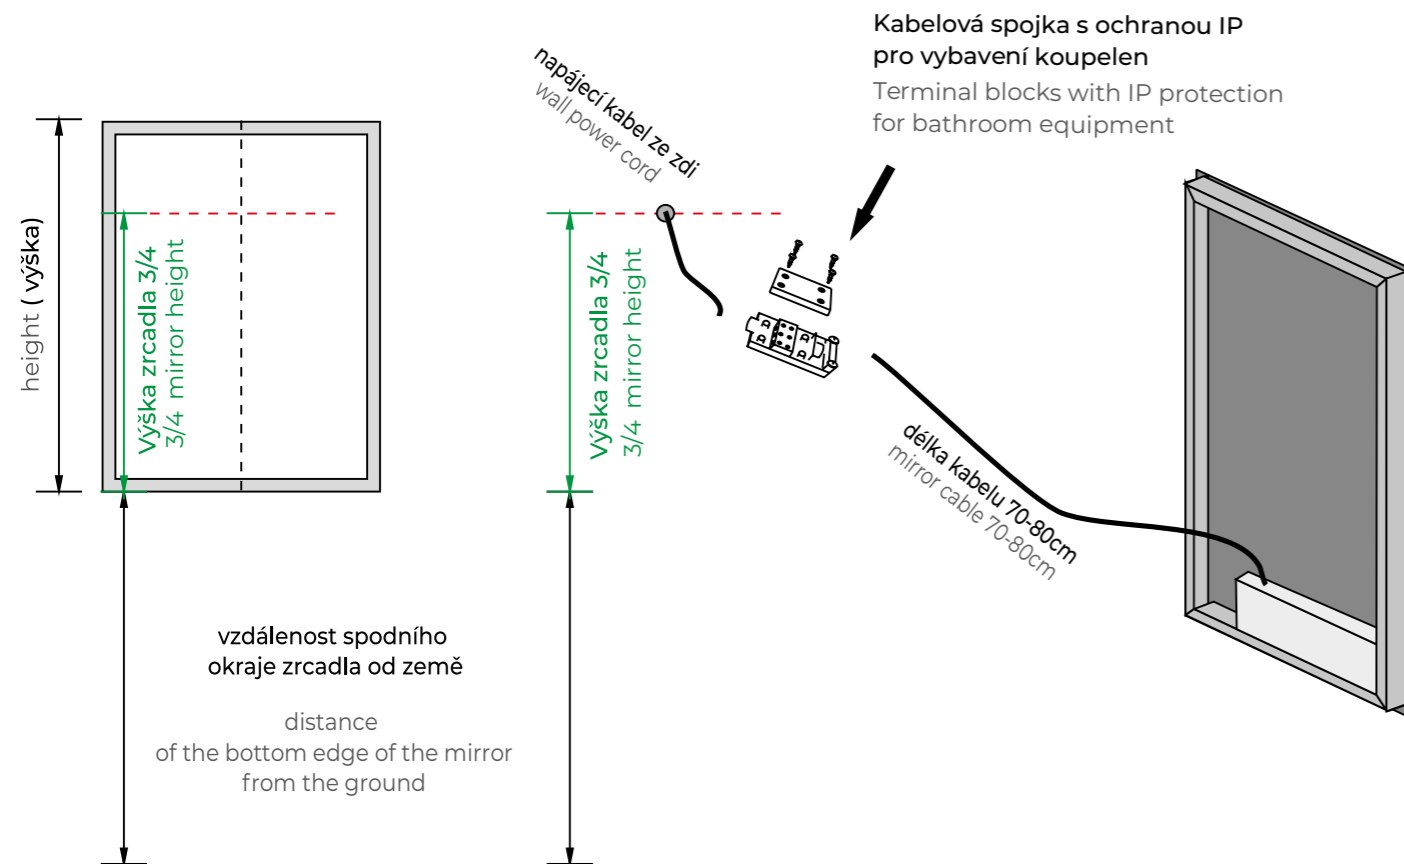 Kabelová spojka s ochranou IP
pro vybavení koupelen
Terminal blocks with IP protection
for bathroom equipment
napájecí kabel ze zdi
wall power cord
height ( výška)
Výška zrcadla 3/4
3/4 mirror height
Výška zrcadla 3/4
3/4 mirror height
délka kabelu 70-80cm
mirror cable 70-80cm
vzdálenost spodního
okraje zrcadla od země
distance
of the bottom edge of the mirror
from the ground